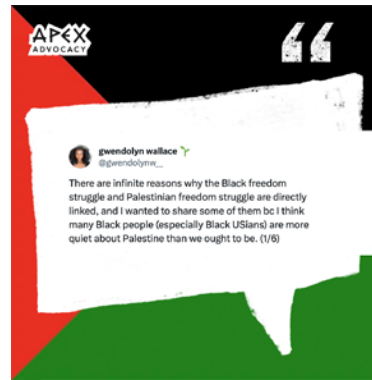 APEX
ADVOCACY
gwendolyn wallace
@gwendolynw__
There are infinite reasons why the Black freedom
struggle and Palestinian freedom struggle are directly
linked, and I wanted to share some of them bc I think
many Black people (especially Black USians) are more
quiet about Palestine than we ought to be. (1/6)